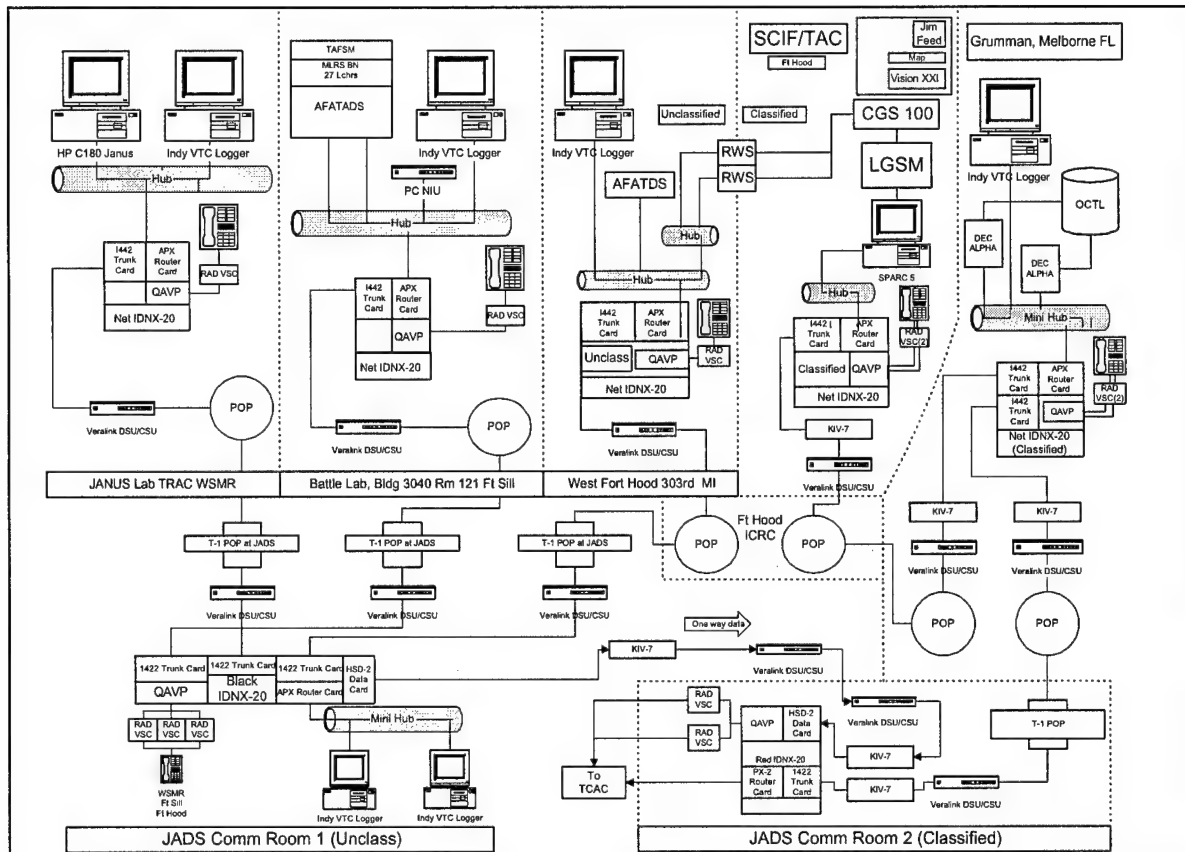 HP C180 Janus
Indy VTC Logger
Hub
I442
Trunk
Card
APX
Router
Card
QAVP
RAD VSC
Net IDNX-20
Veralink DSU/CSU
POP
JANUS Lab TRAC WSMR
TAFSM
MLRS BN
27 Lchrs
AFATADS
Indy VTC Logger
PC NIU
Hub
I442
Trunk
Card
APX
Router
Card
QAVP
RAD VSC
Net IDNX-20
Veralink DSU/CSU
POP
Battle Lab, Bldg 3040 Rm 121 Ft Sill
Indy VTC Logger
Unclassified
AFATDS
Hub
Hub
I442
Trunk
Card
APX
Router
Card
Unclass
QAVP
RAD
VSC
Net IDNX-20
Veralink DSU/CSU
West Fort Hood 303rd MI
SCIF/TAC
Ft Hood
Classified
RWS
RWS
Jim
Feed
Map
Vision XXI
CGS 100
LGSM
SPARC 5
Hub
I442
Trunk
Card
APX
Router
Card
Classified
QAVP
RAD
VSC(2)
Net IDNX-20
KIV-7
Veralink
DSU/CSU
Grumman, Melborne FL
Indy VTC Logger
OCTL
DEC
ALPHA
DEC
ALPHA
Mini Hub
I442
Trunk
Card
APX
Router
Card
I442
Trunk
Card
QAVP
RAD
VSC(2)
Net IDNX-20
(Classified)
KIV-7
KIV-7
Veralink DSU/CSU
Veralink DSU/CSU
POP
POP
POP
Ft Hood
ICRC
POP
T-1 POP at JADS
T-1 POP at JADS
T-1 POP at JADS
Veralink DSU/CSU
Veralink DSU/CSU
Veralink DSU/CSU
One way data
1422 Trunk Card
1422 Trunk Card
1422 Trunk Card
HSD-2
Data
Card
QAVP
Black
IDNX-20
APX Router Card
RAD
VSC
RAD
VSC
RAD
VSC
WSMR
Ft Sill
Ft Hood
Mini Hub
Indy VTC Logger
Indy VTC Logger
JADS Comm Room 1 (Unclass)
KIV-7
Veralink DSU/CSU
Veralink DSU/CSU
RAD
VSC
RAD
VSC
QAVP
HSD-2
Data
Card
Red IDNX-20
PX-2
Router
Card
1422
Trunk
Card
KIV-7
KIV-7
Veralink DSU/CSU
T-1 POP
To
TCAC
JADS Comm Room 2 (Classified)